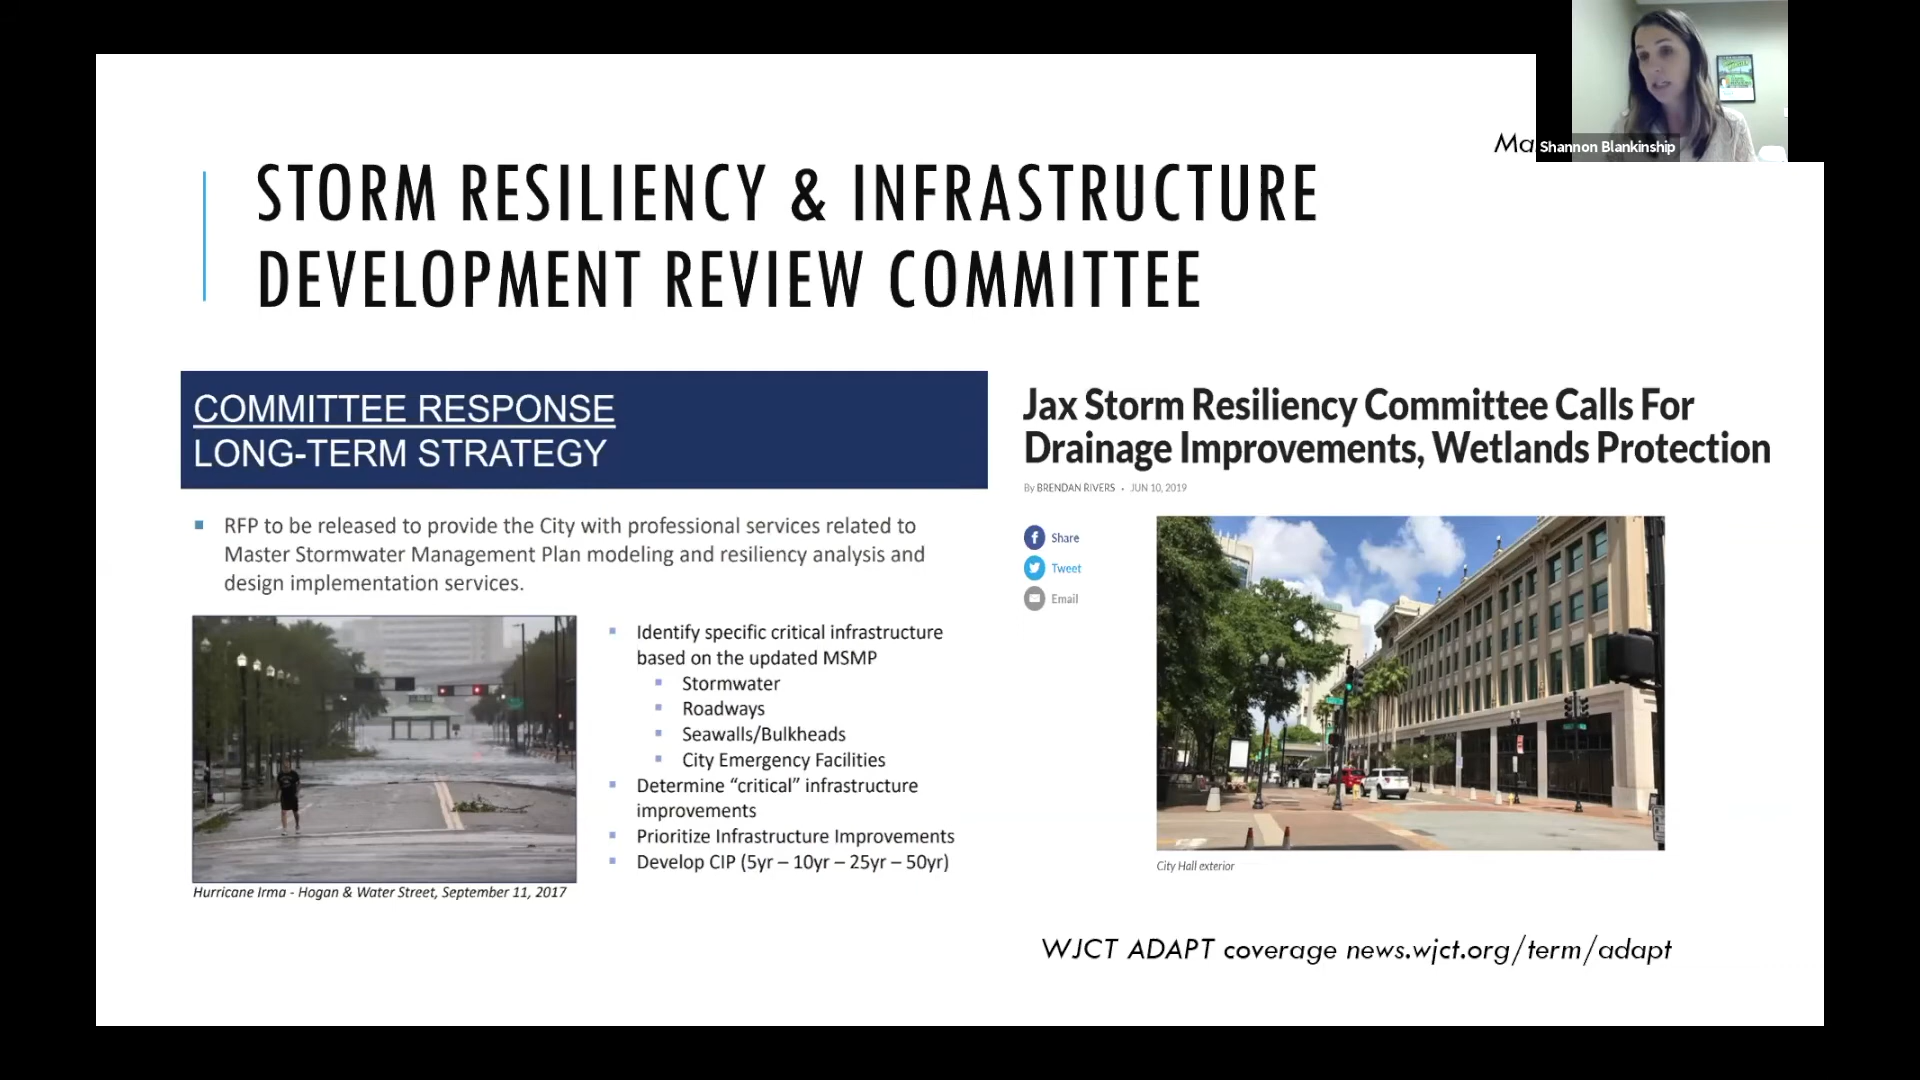 Ma
Shannon Blankinship
STORM RESILIENCY & INFRASTRUCTURE
DEVELOPMENT REVIEW COMMITTEE
COMMITTEE RESPONSE
LONG-TERM STRATEGY
RFP to be released to provide the City with professional services related to
Master Stormwater Management Plan modeling and resiliency analysis and
design implementation services.
Identify specific critical infrastructure
based on the updated MSMP
Stormwater
Roadways
Seawalls/Bulkheads
City Emergency Facilities
Determine “critical” infrastructure
improvements
Prioritize Infrastructure Improvements
Develop CIP (5yr – 10yr – 25yr – 50yr)
Hurricane Irma - Hogan & Water Street, September 11, 2017
Jax Storm Resiliency Committee Calls For
Drainage Improvements, Wetlands Protection
By BRENDAN RIVERS • JUN 10, 2019
Share
Tweet
Email
City Hall exterior
WJCT ADAPT coverage news.wjct.org/term/adapt